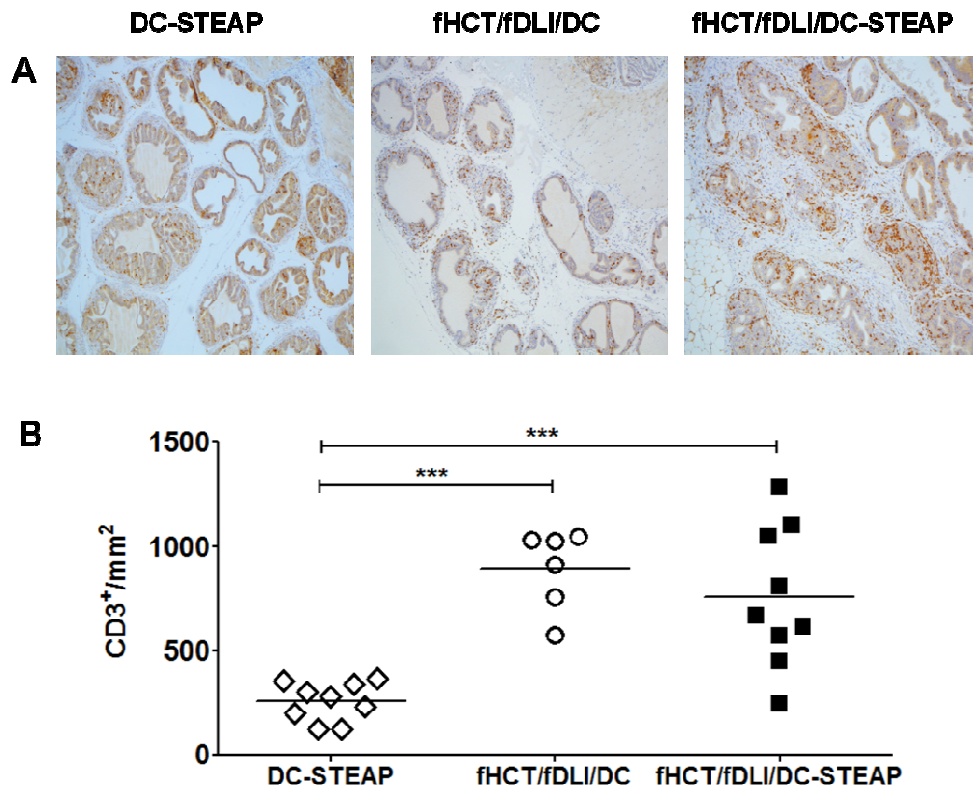 DC-STEAP fHCT/fDLI/DC fHCT/fDLI/DC-STEAP
A
B
1500
***
***
1000
CD3⁺/mm²
500
0
DC-STEAP fHCT/fDLI/DC fHCT/fDLI/DC-STEAP